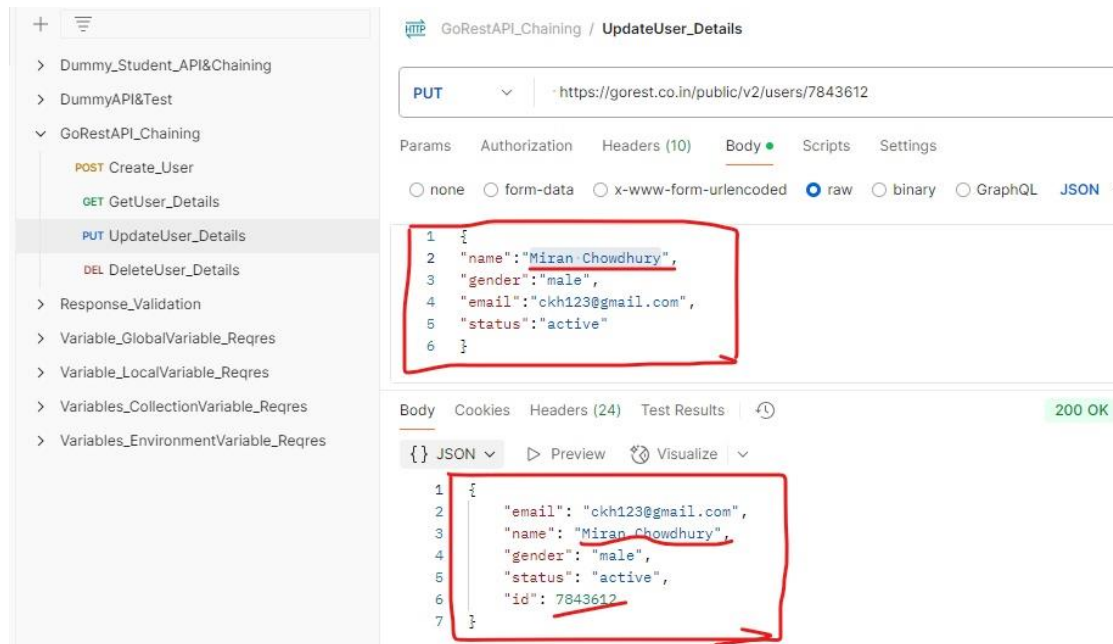 Dummy_Student_API&Chaining
DummyAPI&Test
GoRestAPI_Chaining
POST Create_User
GET GetUser_Details
PUT UpdateUser_Details
DEL DeleteUser_Details
Response_Validation
Variable_GlobalVariable_Reqres
Variable_LocalVariable_Reqres
Variables_CollectionVariable_Reqres
Variables_EnvironmentVariable_Reqres
HTTP GoRestAPI_Chaining / UpdateUser_Details
PUT https://gorest.co.in/public/v2/users/7843612
Params Authorization Headers (10) Body Scripts Settings
none form-data x-www-form-urlencoded raw binary GraphQL JSON
1 {
2 "name":"Miran Chowdhury",
3 "gender":"male",
4 "email":"ckh123@gmail.com",
5 "status":"active"
6 }
Body Cookies Headers (24) Test Results 200 OK
{} JSON Preview Visualize
1 {
2 "email": "ckh123@gmail.com",
3 "name": "Miran Chowdhury",
4 "gender": "male",
5 "status": "active",
6 "id": 7843612
7 }